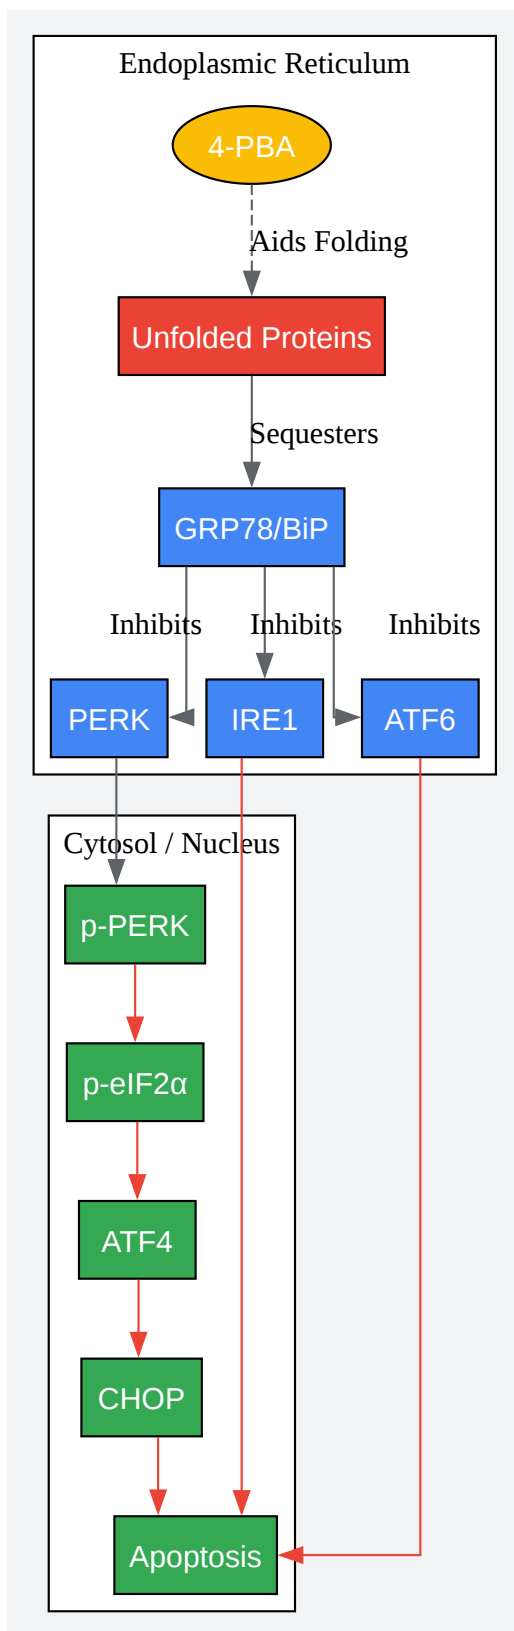 Endoplasmic Reticulum
4-PBA
Aids Folding
Unfolded Proteins
Sequesters
GRP78/BiP
Inhibits
Inhibits
Inhibits
PERK
IRE1
ATF6
Cytosol / Nucleus
p-PERK
p-eIF2α
ATF4
CHOP
Apoptosis